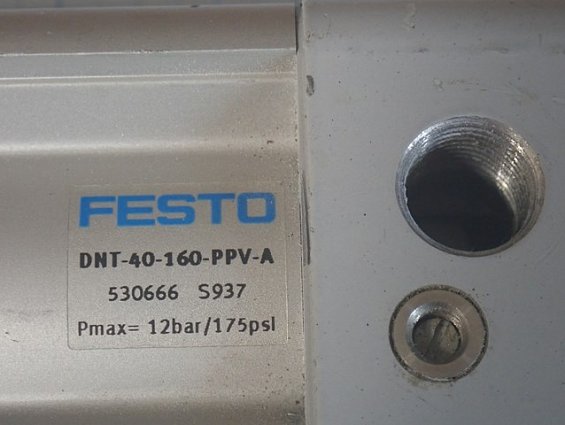 FESTO
DNT-40-160-PPV-A
530666 S937
Pmax= 12bar/175psI